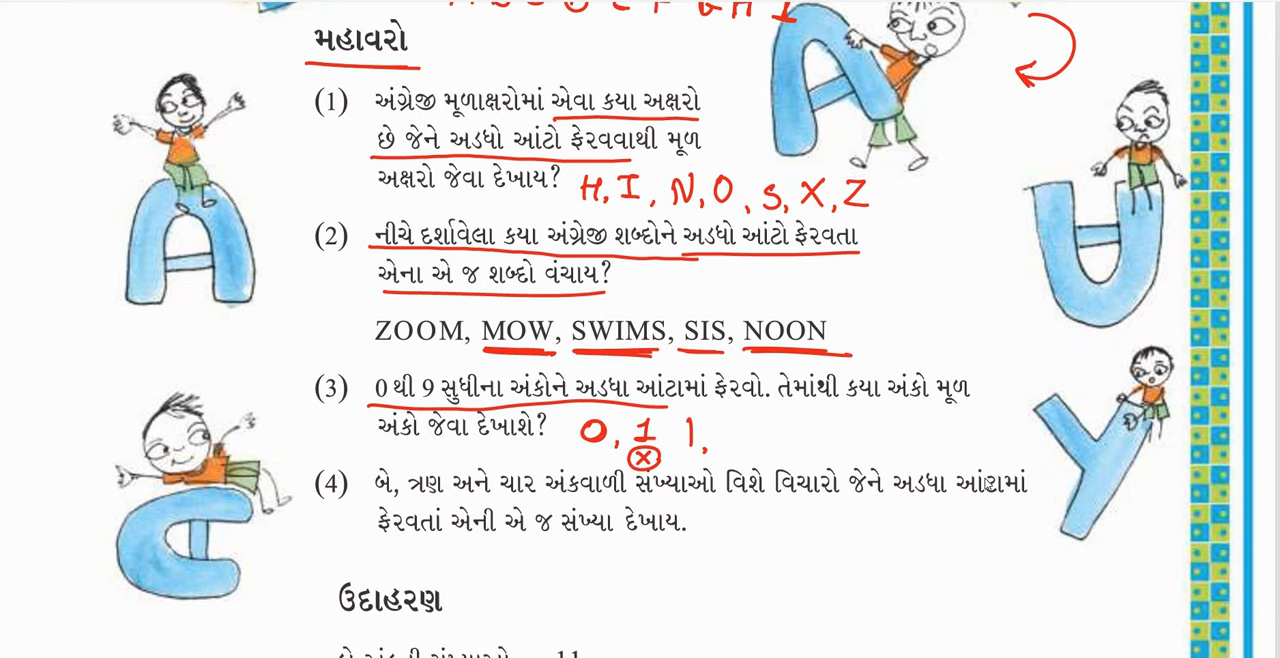 મહાવરો
(1) અંગ્રેજી મૂળાક્ષરોમાં એવા કયા અક્ષરો
છે જેને અડધો આંટો ફેરવવાથી મૂળ
અક્ષરો જેવા દેખાય? H, I, N, O, S, X, Z
(2) નીચે દર્શાવેલા કયા અંગ્રેજી શબ્દોને અડધો આંટો ફેરવતા
એના એ જ શબ્દો વંચાય?
ZOOM, MOW, SWIMS, SIS, NOON
(3) 0 થી 9 સુધીના અંકોને અડધા આંટામાં ફેરવો. તેમાંથી કયા અંકો મૂળ
અંકો જેવા દેખાશે? 0, 1 |,
x
(4) બે, ત્રણ અને ચાર અંકવાળી સંખ્યાઓ વિશે વિચારો જેને અડધા આંટામાં
ફેરવતાં એની એ જ સંખ્યા દેખાય.
ઉદાહરણ